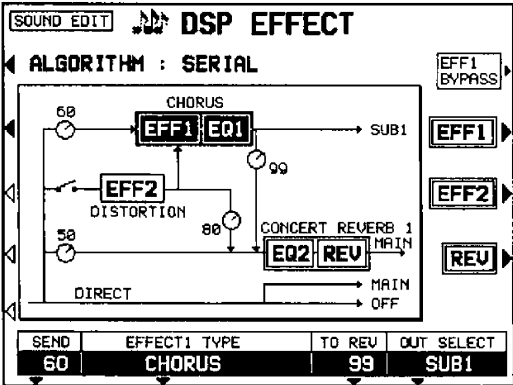 SOUND EDIT DSP EFFECT
ALGORITHM : SERIAL
EFF1 BYPASS
CHORUS
60
EFF1 EQ1
SUB1
EFF1
99
EFF2
DISTORTION
EFF2
80
50
CONCERT REVERB 1
EQ2 REV
MAIN
REV
DIRECT
MAIN
OFF
SEND EFFECT1 TYPE TO REV OUT SELECT
60 CHORUS 99 SUB1